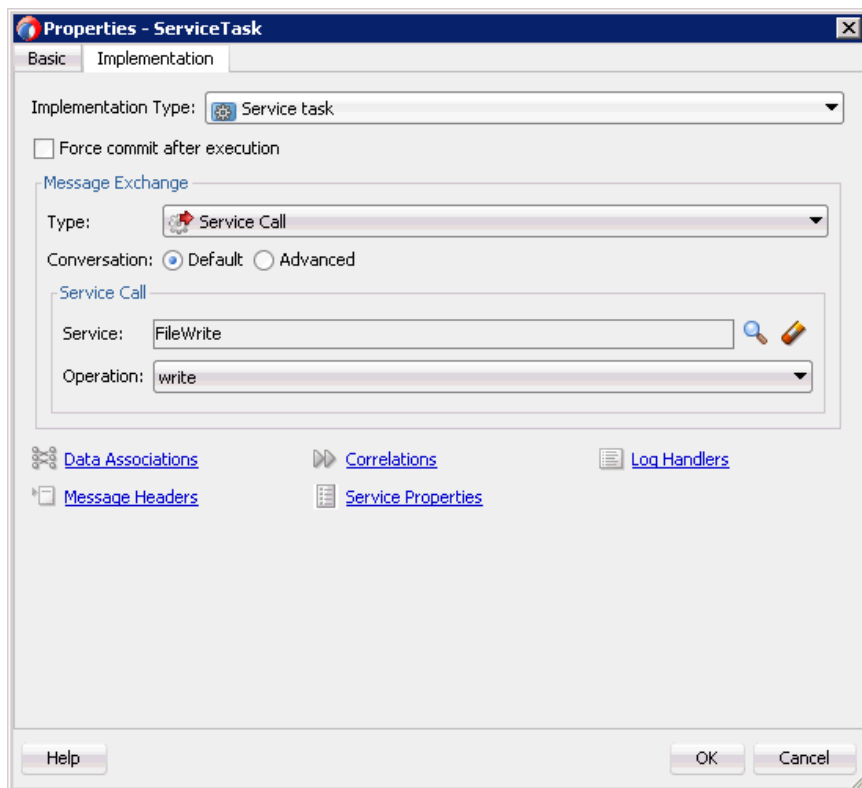 Properties - ServiceTask
Basic Implementation
Implementation Type: Service task
Force commit after execution
Message Exchange
Type: Service Call
Conversation: Default Advanced
Service Call
Service: FileWrite
Operation: write
Data Associations Correlations Log Handlers
Message Headers Service Properties
Help OK Cancel